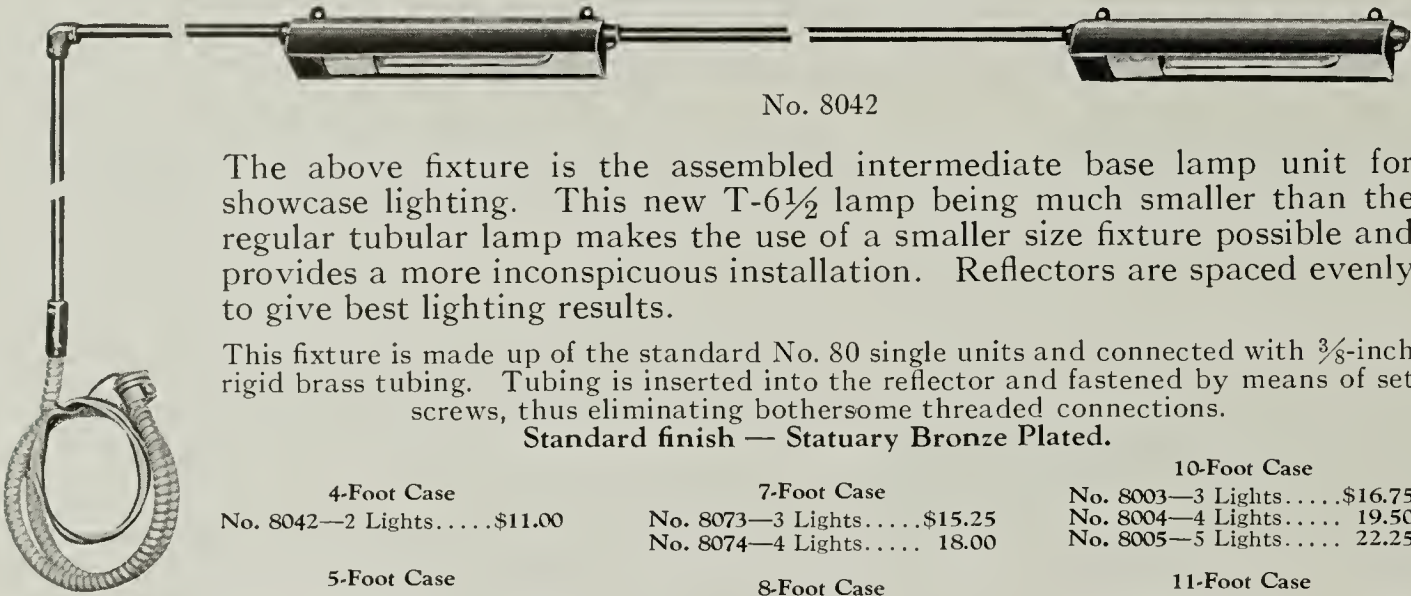 No. 8042
The above fixture is the assembled intermediate base lamp unit for
showcase lighting. This new T-6½ lamp being much smaller than the
regular tubular lamp makes the use of a smaller size fixture possible and
provides a more inconspicuous installation. Reflectors are spaced evenly
to give best lighting results.
This fixture is made up of the standard No. 80 single units and connected with ⅜-inch
rigid brass tubing. Tubing is inserted into the reflector and fastened by means of set
screws, thus eliminating bothersome threaded connections.
Standard finish — Statuary Bronze Plated.
4-Foot Case
No. 8042—2 Lights.....$11.00
5-Foot Case
7-Foot Case
No. 8073—3 Lights.....$15.25
No. 8074—4 Lights..... 18.00
8-Foot Case
10-Foot Case
No. 8003—3 Lights.....$16.75
No. 8004—4 Lights..... 19.50
No. 8005—5 Lights..... 22.25
11-Foot Case